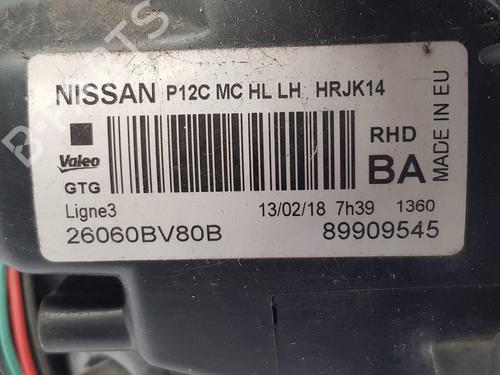 NISSAN P12C MC HL LH HRJK14
Valeo
GTG
RHD
BA
MADE IN EU
Ligne3 13/02/18 7h39 1360
26060BV80B 89909545
B-PARTS